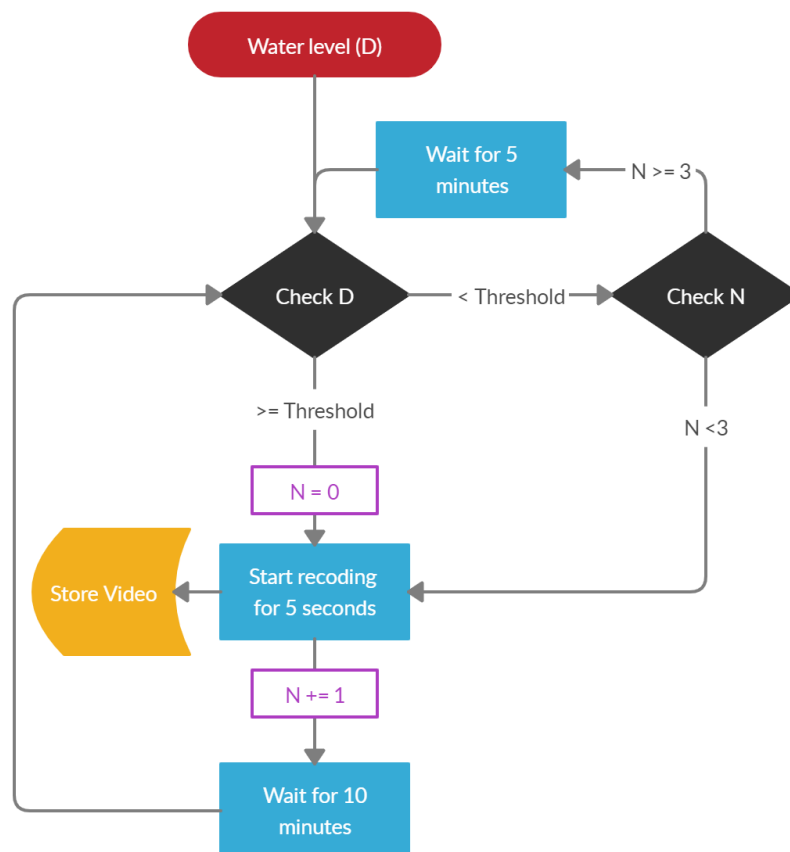 Water level (D)
Wait for 5
minutes
N >= 3
Check D
< Threshold
Check N
>= Threshold
N <3
N = 0
Start recoding
for 5 seconds
Store Video
N += 1
Wait for 10
minutes